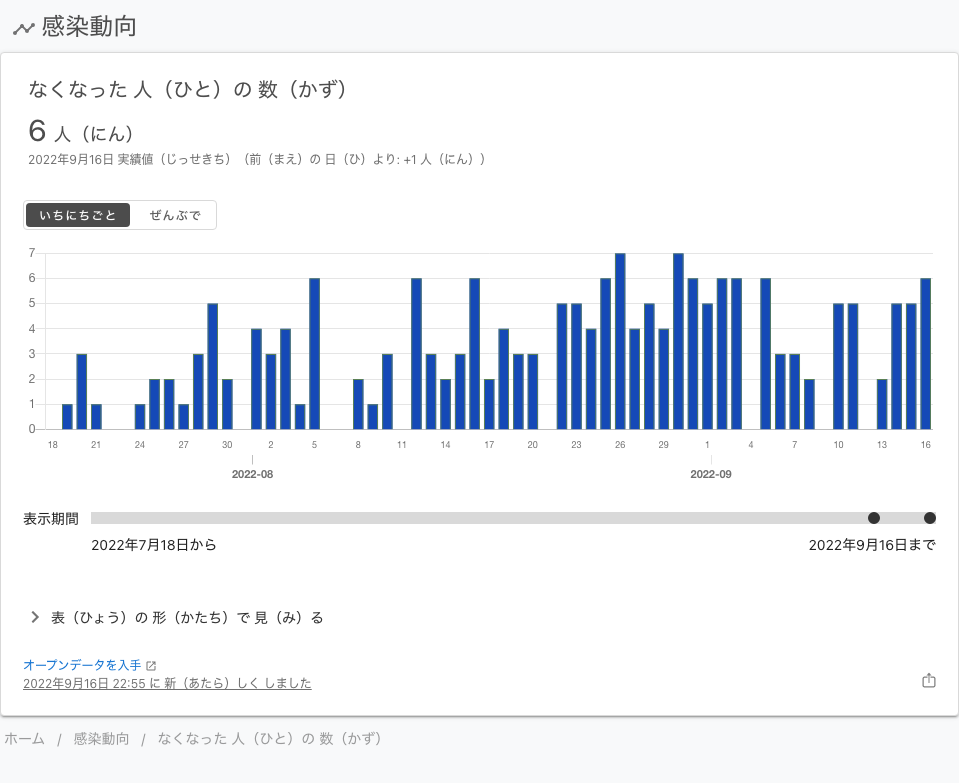 感染動向
なくなった 人（ひと）の 数（かず）
6 人（にん）
2022年9月16日 実績値（じっせきち）（前（まえ）の 日（ひ）より: +1 人（にん））
いちにちごと ぜんぶで
7
6
5
4
3
2
1
0
18 21 24 27 30 2 5 8 11 14 17 20 23 26 29 1 4 7 10 13 16
2022-08 2022-09
表示期間
2022年7月18日から 2022年9月16日まで
表（ひょう）の 形（かたち）で 見（み）る
オープンデータを入手
2022年9月16日 22:55 に 新（あたら）しく しました
ホーム / 感染動向 / なくなった 人（ひと）の 数（かず）